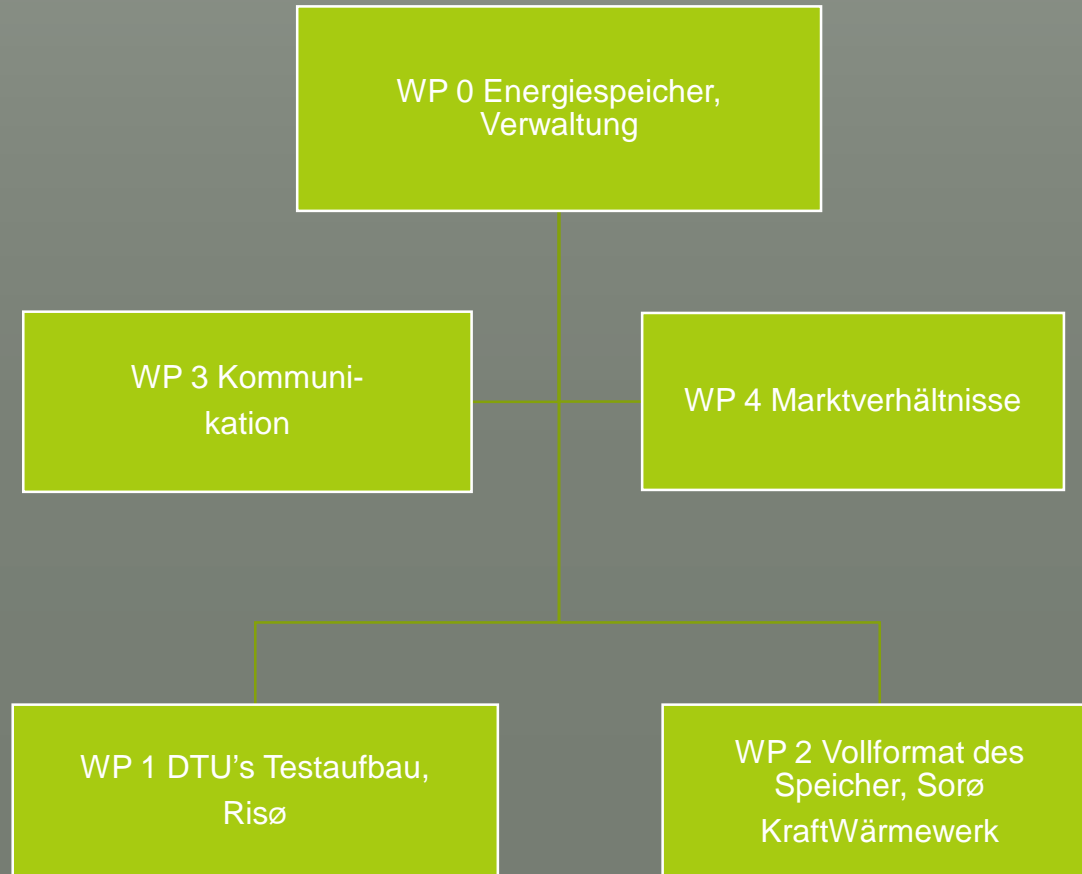 WP 0 Energiespeicher,
Verwaltung
WP 3 Kommuni-
kation
WP 4 Marktverhältnisse
WP 1 DTU’s Testaufbau,
Risø
WP 2 Vollformat des
Speicher, Sorø
KraftWärmewerk